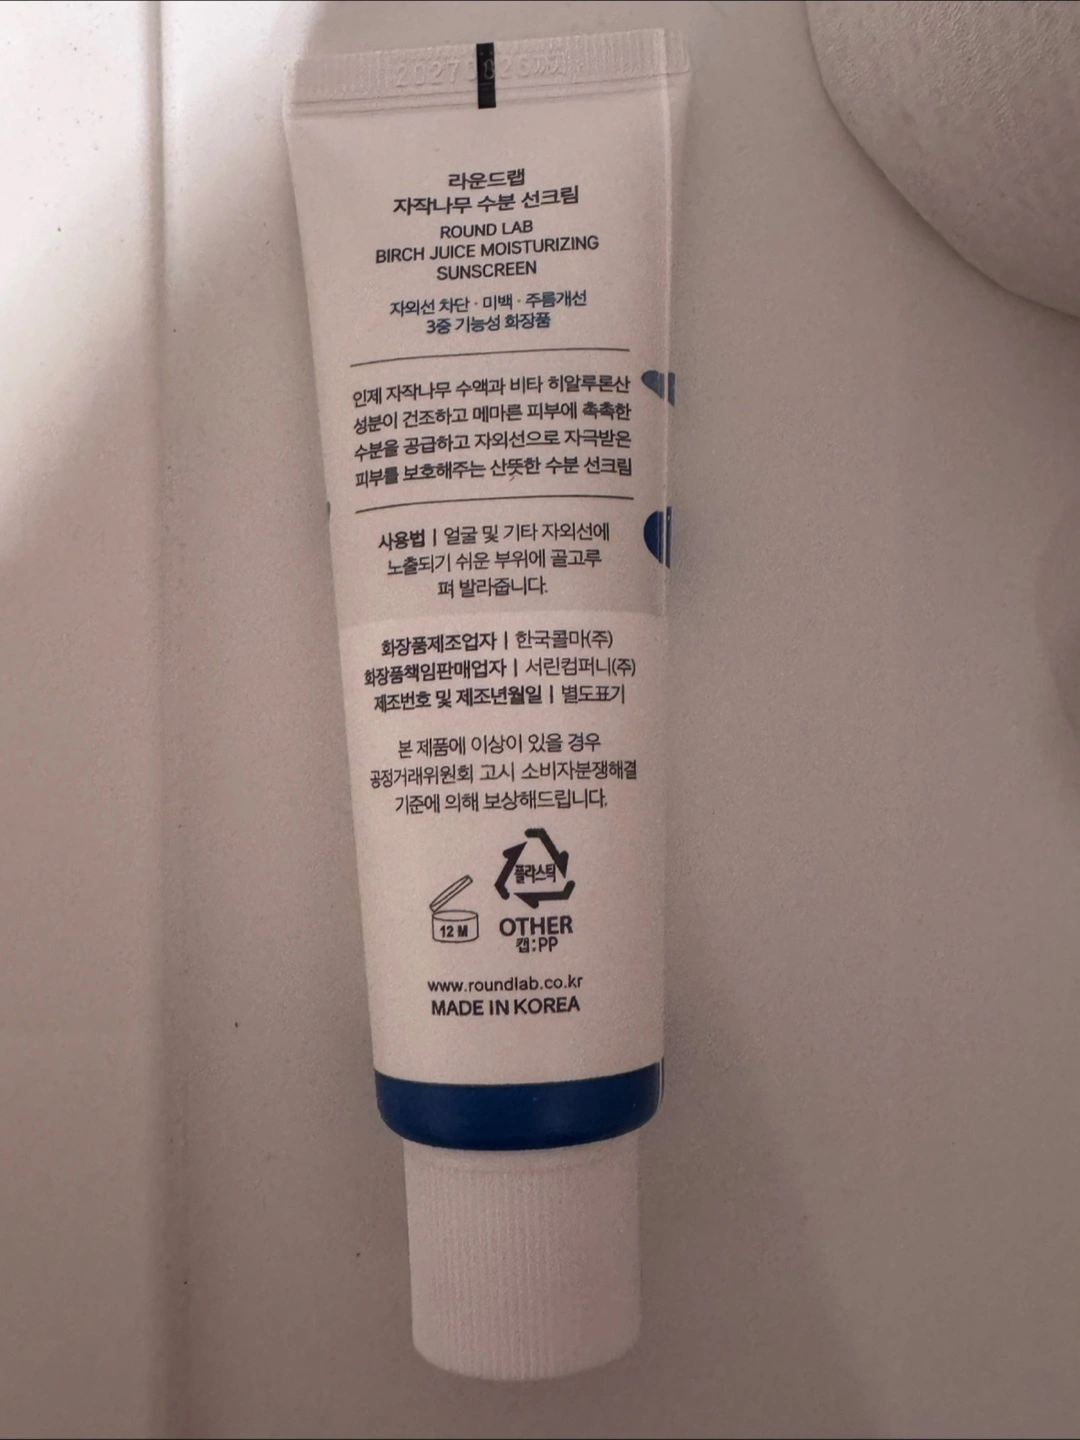 라운드랩
자작나무 수분 선크림
ROUND LAB
BIRCH JUICE MOISTURIZING
SUNSCREEN
자외선 차단 · 미백 · 주름개선
3중 기능성 화장품
인제 자작나무 수액과 비타 히알루론산
성분이 건조하고 메마른 피부에 촉촉한
수분을 공급하고 자외선으로 자극받은
피부를 보호해주는 산뜻한 수분 선크림
사용법 | 얼굴 및 기타 자외선에
노출되기 쉬운 부위에 골고루
펴 발라줍니다.
화장품제조업자 | 한국콜마(주)
화장품책임판매업자 | 서린컴퍼니(주)
제조번호 및 제조년월일 | 별도표기
본 제품에 이상이 있을 경우
공정거래위원회 고시 소비자분쟁해결
기준에 의해 보상해드립니다.
플라스틱
12 M
OTHER
캡:PP
www.roundlab.co.kr
MADE IN KOREA